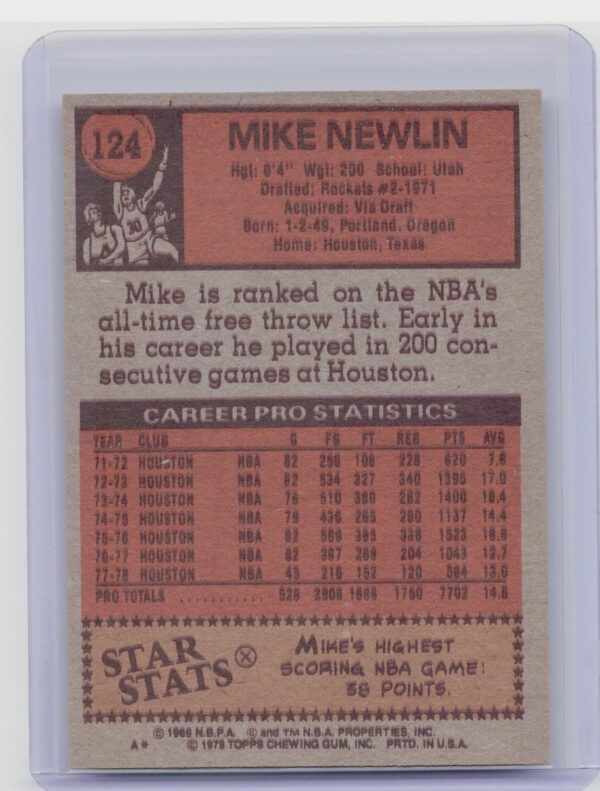 124
MIKE NEWLIN
Hgt: 6'4" Wgt: 200 School: Utah
Drafted: Rockets #2-1971
Acquired: Via Draft
Born: 1-2-49, Portland, Oregon
Home: Houston, Texas
30
Mike is ranked on the NBA's
all-time free throw list. Early in
his career he played in 200 con-
secutive games at Houston.
CAREER PRO STATISTICS
YEAR CLUB G FG FT REB PTS AVG
71-72 HOUSTON NBA 82 256 108 228 620 7.6
72-73 HOUSTON NBA 82 534 327 340 1395 17.0
73-74 HOUSTON NBA 76 510 380 262 1400 18.4
74-75 HOUSTON NBA 79 436 265 260 1137 14.4
75-76 HOUSTON NBA 82 569 385 336 1523 18.6
76-77 HOUSTON NBA 82 387 269 204 1043 12.7
77-78 HOUSTON NBA 45 216 152 120 584 13.0
PRO TOTALS 528 2908 1886 1750 7702 14.6
STAR
STATS
MIKE'S HIGHEST
SCORING NBA GAME:
38 POINTS.
© 1969 N.B.P.A. © and TM N.B.A. PROPERTIES, INC.
A* © 1978 TOPPS CHEWING GUM, INC. PRTD. IN U.S.A.